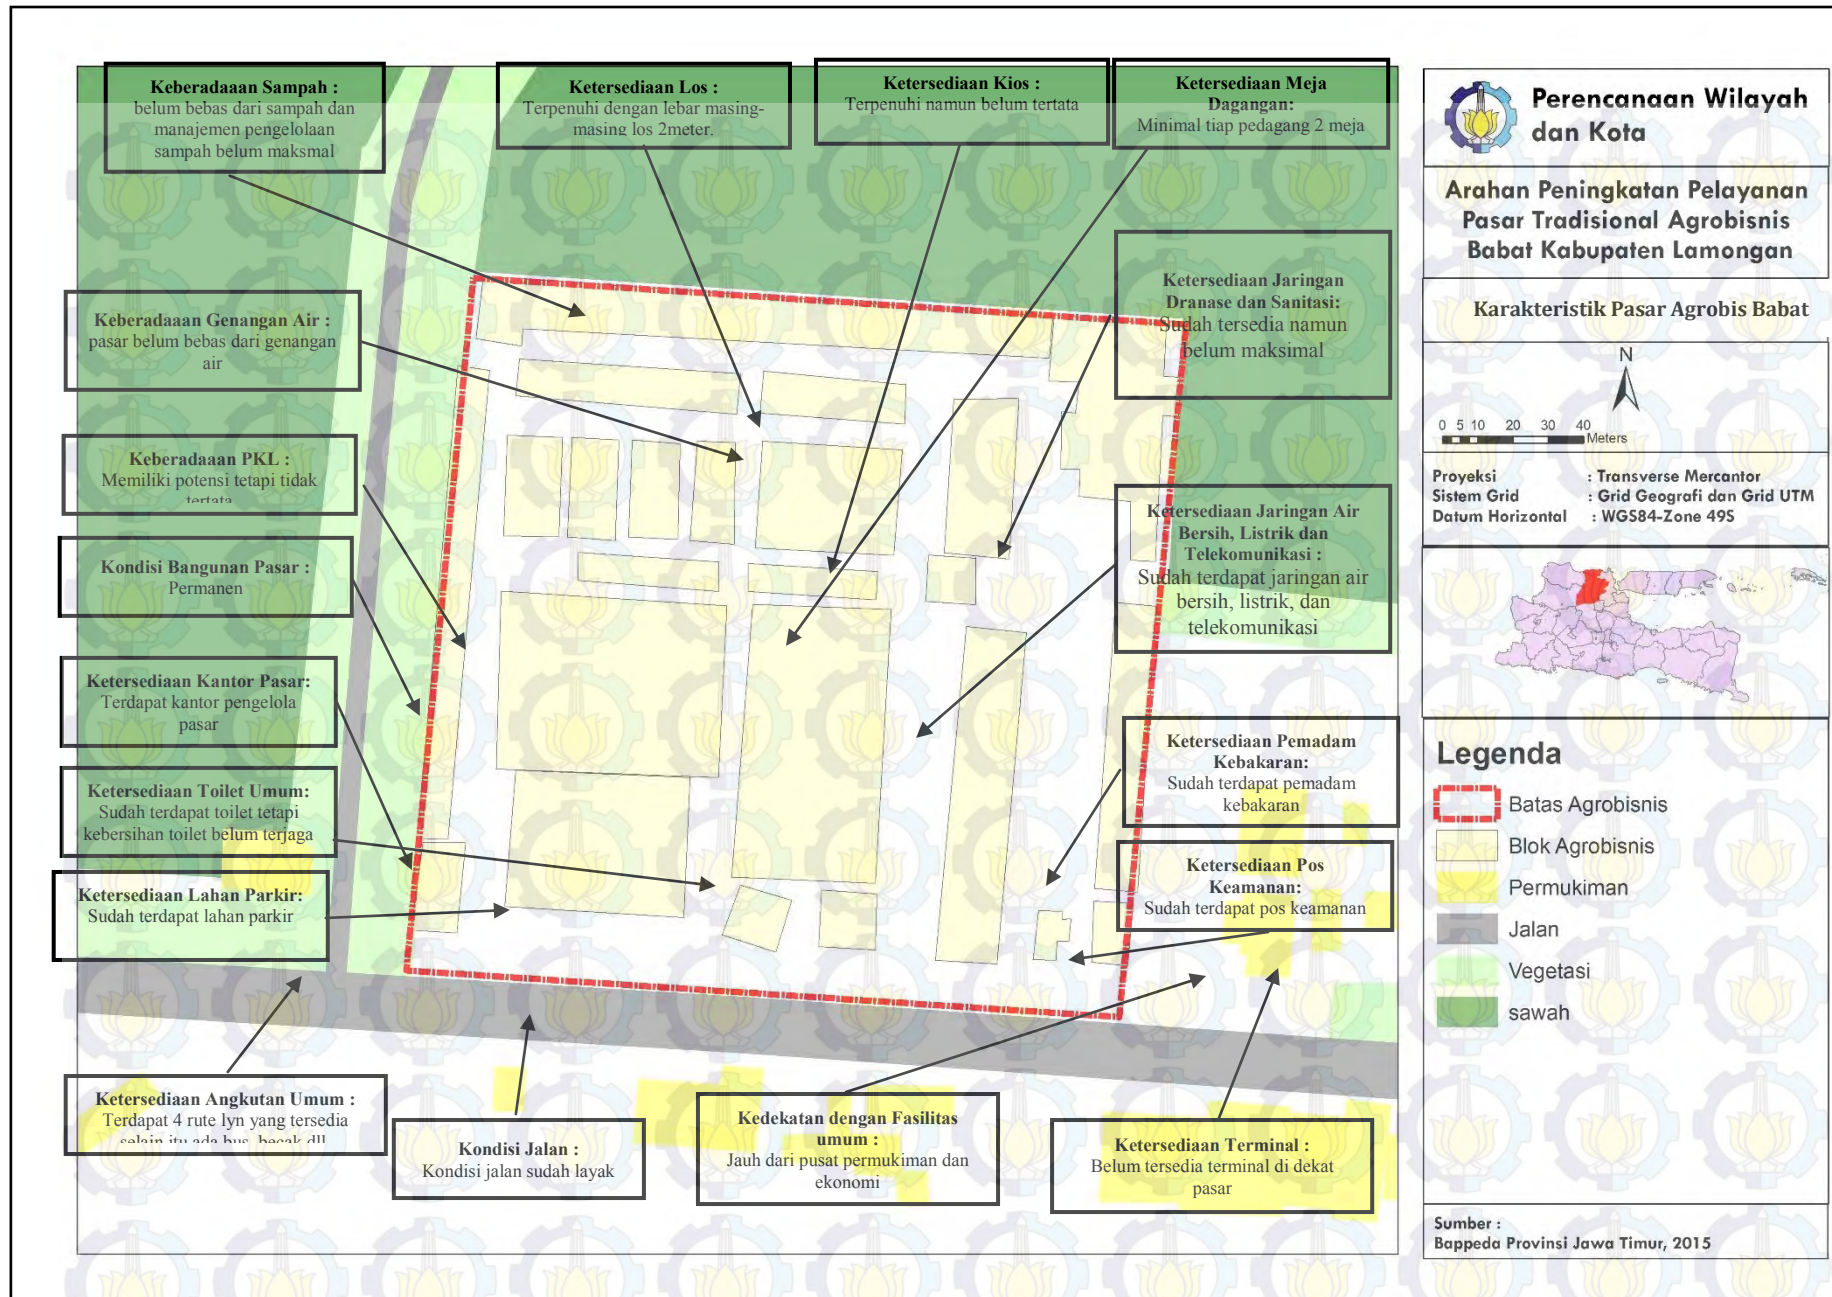 Keberadaaan Sampah :
belum bebas dari sampah dan
manajemen pengelolaan
sampah belum maksmal
Ketersediaan Los :
Terpenuhi dengan lebar masing-
masing los 2meter.
Ketersediaan Kios :
Terpenuhi namun belum tertata
Ketersediaan Meja
Dagangan:
Minimal tiap pedagang 2 meja
Keberadaaan Genangan Air :
pasar belum bebas dari genangan
air
Ketersediaan Jaringan
Dranase dan Sanitasi:
Sudah tersedia namun
belum maksimal
Keberadaaan PKL :
Memiliki potensi tetapi tidak
tertata
Ketersediaan Jaringan Air
Bersih, Listrik dan
Telekomunikasi :
Sudah terdapat jaringan air
bersih, listrik, dan
telekomunikasi
Kondisi Bangunan Pasar :
Permanen
Ketersediaan Kantor Pasar:
Terdapat kantor pengelola
pasar
Ketersediaan Toilet Umum:
Sudah terdapat toilet tetapi
kebersihan toilet belum terjaga
Ketersediaan Lahan Parkir:
Sudah terdapat lahan parkir
Ketersediaan Pemadam
Kebakaran:
Sudah terdapat pemadam
kebakaran
Ketersediaan Pos
Keamanan:
Sudah terdapat pos keamanan
Ketersediaan Angkutan Umum :
Terdapat 4 rute lyn yang tersedia
selain itu ada bus, becak dll
Kondisi Jalan :
Kondisi jalan sudah layak
Kedekatan dengan Fasilitas
umum :
Jauh dari pusat permukiman dan
ekonomi
Ketersediaan Terminal :
Belum tersedia terminal di dekat
pasar
Perencanaan Wilayah
dan Kota
Arahan Peningkatan Pelayanan
Pasar Tradisional Agrobisnis
Babat Kabupaten Lamongan
Karakteristik Pasar Agrobis Babat
N
0 5 10 20 30 40
Meters
Proyeksi : Transverse Mercantor
Sistem Grid : Grid Geografi dan Grid UTM
Datum Horizontal : WGS84-Zone 49S
Legenda
Batas Agrobisnis
Blok Agrobisnis
Permukiman
Jalan
Vegetasi
sawah
Sumber :
Bappeda Provinsi Jawa Timur, 2015